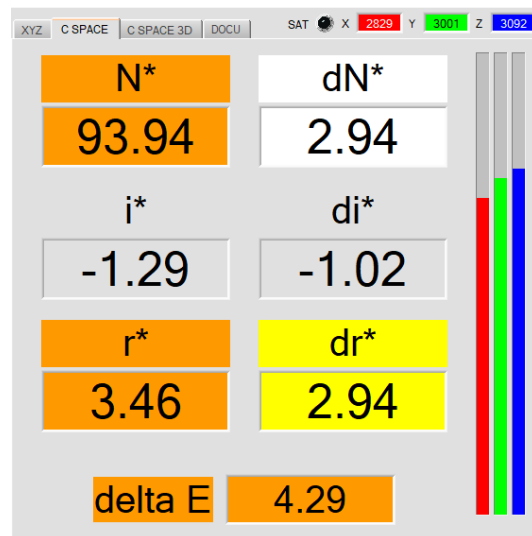 XYZ C SPACE C SPACE 3D DOCU SAT X 2829 Y 3001 Z 3092
N* dN*
93.94 2.94
i* di*
-1.29 -1.02
r* dr*
3.46 2.94
delta E 4.29